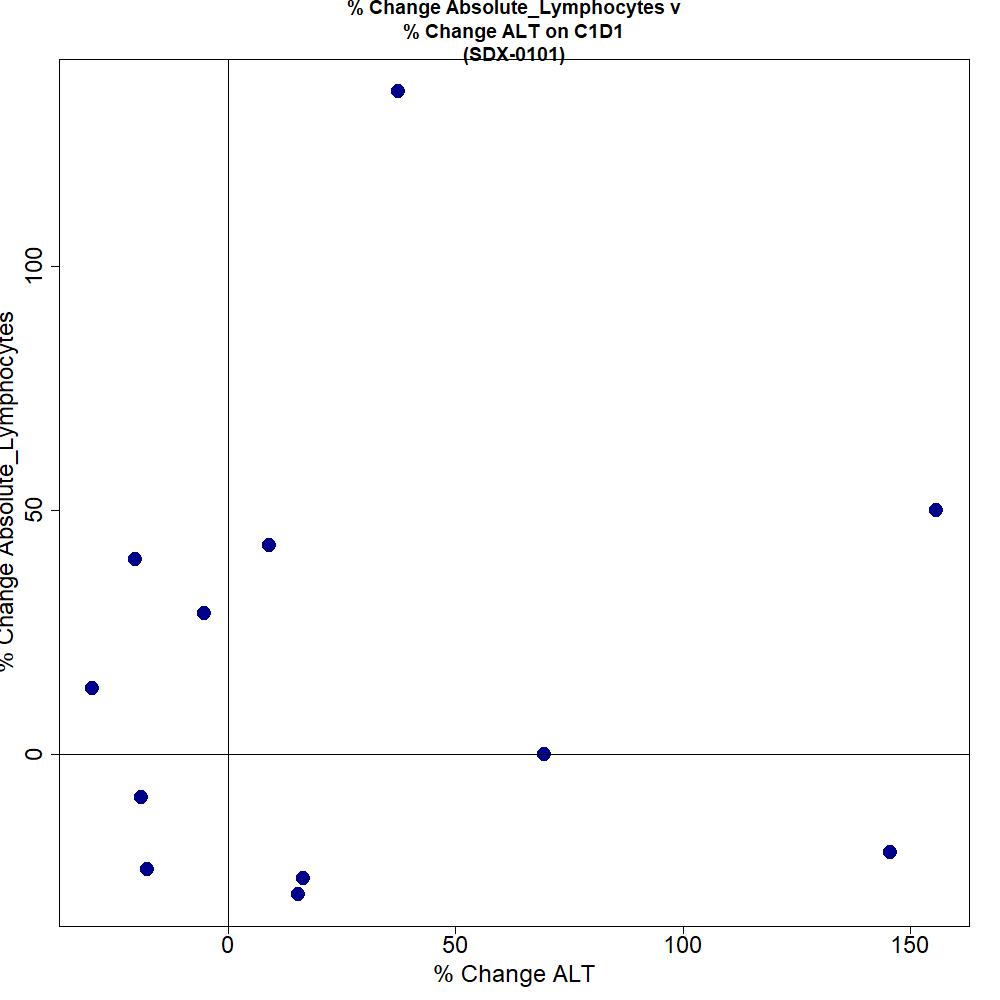 % Change Absolute_Lymphocytes v
% Change ALT on C1D1
(SDX-0101)
% Change Absolute_Lymphocytes
100
50
0
0
50
100
150
% Change ALT